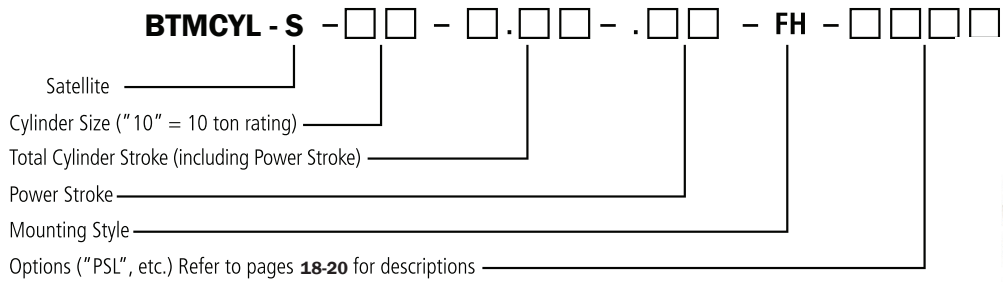 BTMCYL - S – □□ – □.□□ – .□□ – FH – □□□□
Satellite
Cylinder Size ("10" = 10 ton rating)
Total Cylinder Stroke (including Power Stroke)
Power Stroke
Mounting Style
Options ("PSL", etc.) Refer to pages 18-20 for descriptions